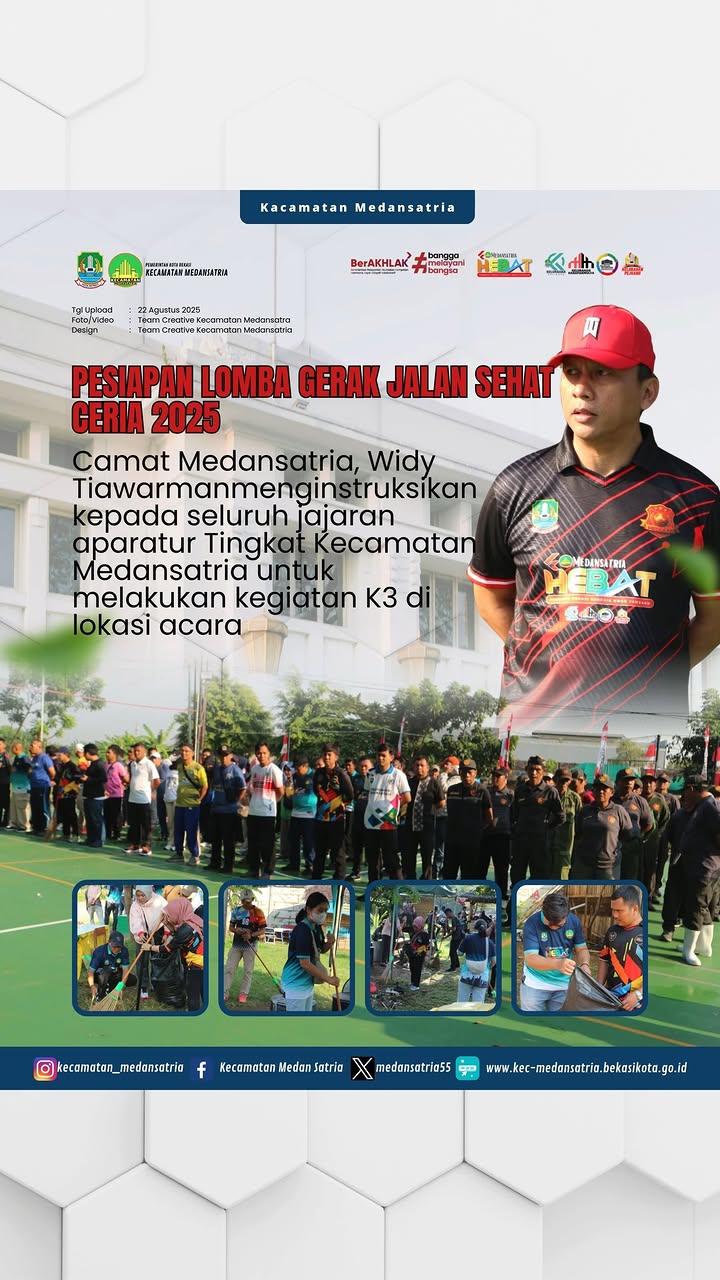 Kacamatan Medansatria
PEMERINTAH KOTA BEKASI
KECAMATAN MEDANSATRIA
BerAKHLAK
#bangga
melayani
bangsa
MEDANSATRIA
HEBAT
Tgl Upload : 22 Agustus 2025
Foto/Video : Team Creative Kecamatan Medansatra
Design : Team Creative Kecamatan Medansatria
PESIAPAN LOMBA GERAK JALAN SEHAT
CERIA 2025
Camat Medansatria, Widy
Tiawarmanmenginstruksikan
kepada seluruh jajaran
aparatur Tingkat Kecamatan
Medansatria untuk
melakukan kegiatan K3 di
lokasi acara
MEDANSATRIA
HEBAT
HEBAT
kecamatan_medansatria
Kecamatan Medan Satria
medansatria55
www.kec-medansatria.bekasikota.go.id